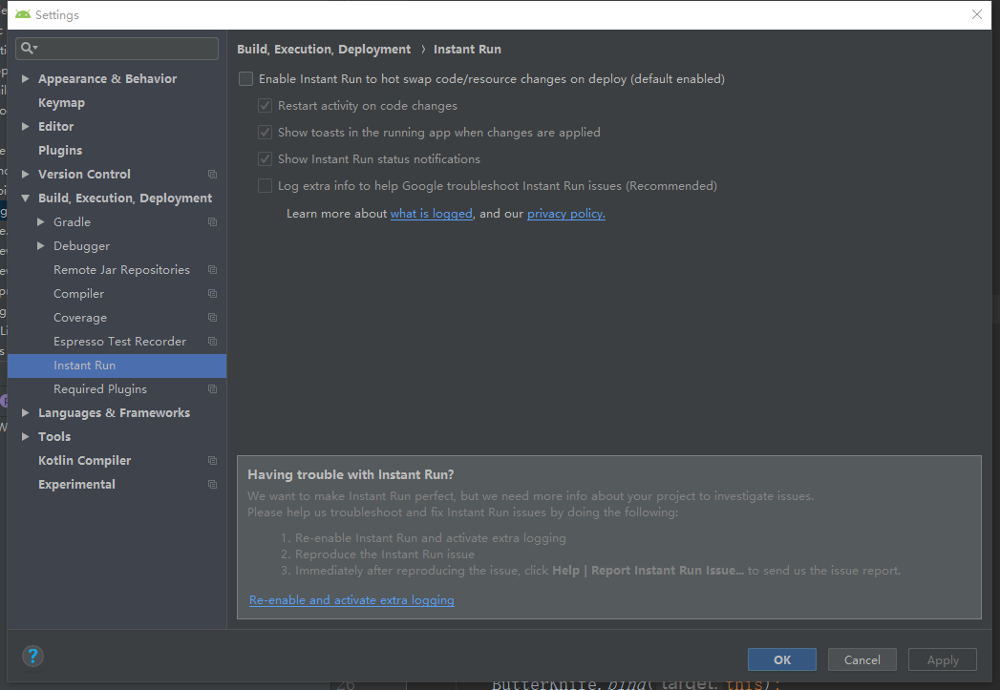 Settings
Build, Execution, Deployment › Instant Run
Appearance & Behavior
Keymap
Editor
Plugins
Version Control
Build, Execution, Deployment
Gradle
Debugger
Remote Jar Repositories
Compiler
Coverage
Espresso Test Recorder
Instant Run
Required Plugins
Languages & Frameworks
Tools
Kotlin Compiler
Experimental
Enable Instant Run to hot swap code/resource changes on deploy (default enabled)
Restart activity on code changes
Show toasts in the running app when changes are applied
Show Instant Run status notifications
Log extra info to help Google troubleshoot Instant Run issues (Recommended)
Learn more about what is logged, and our privacy policy.
Having trouble with Instant Run?
We want to make Instant Run perfect, but we need more info about your project to investigate issues.
Please help us troubleshoot and fix Instant Run issues by doing the following:
1. Re-enable Instant Run and activate extra logging
2. Reproduce the Instant Run issue
3. Immediately after reproducing the issue, click Help | Report Instant Run Issue... to send us the issue report.
Re-enable and activate extra logging
?
OK
Cancel
Apply
26
ButterKnife.bind( target: this);